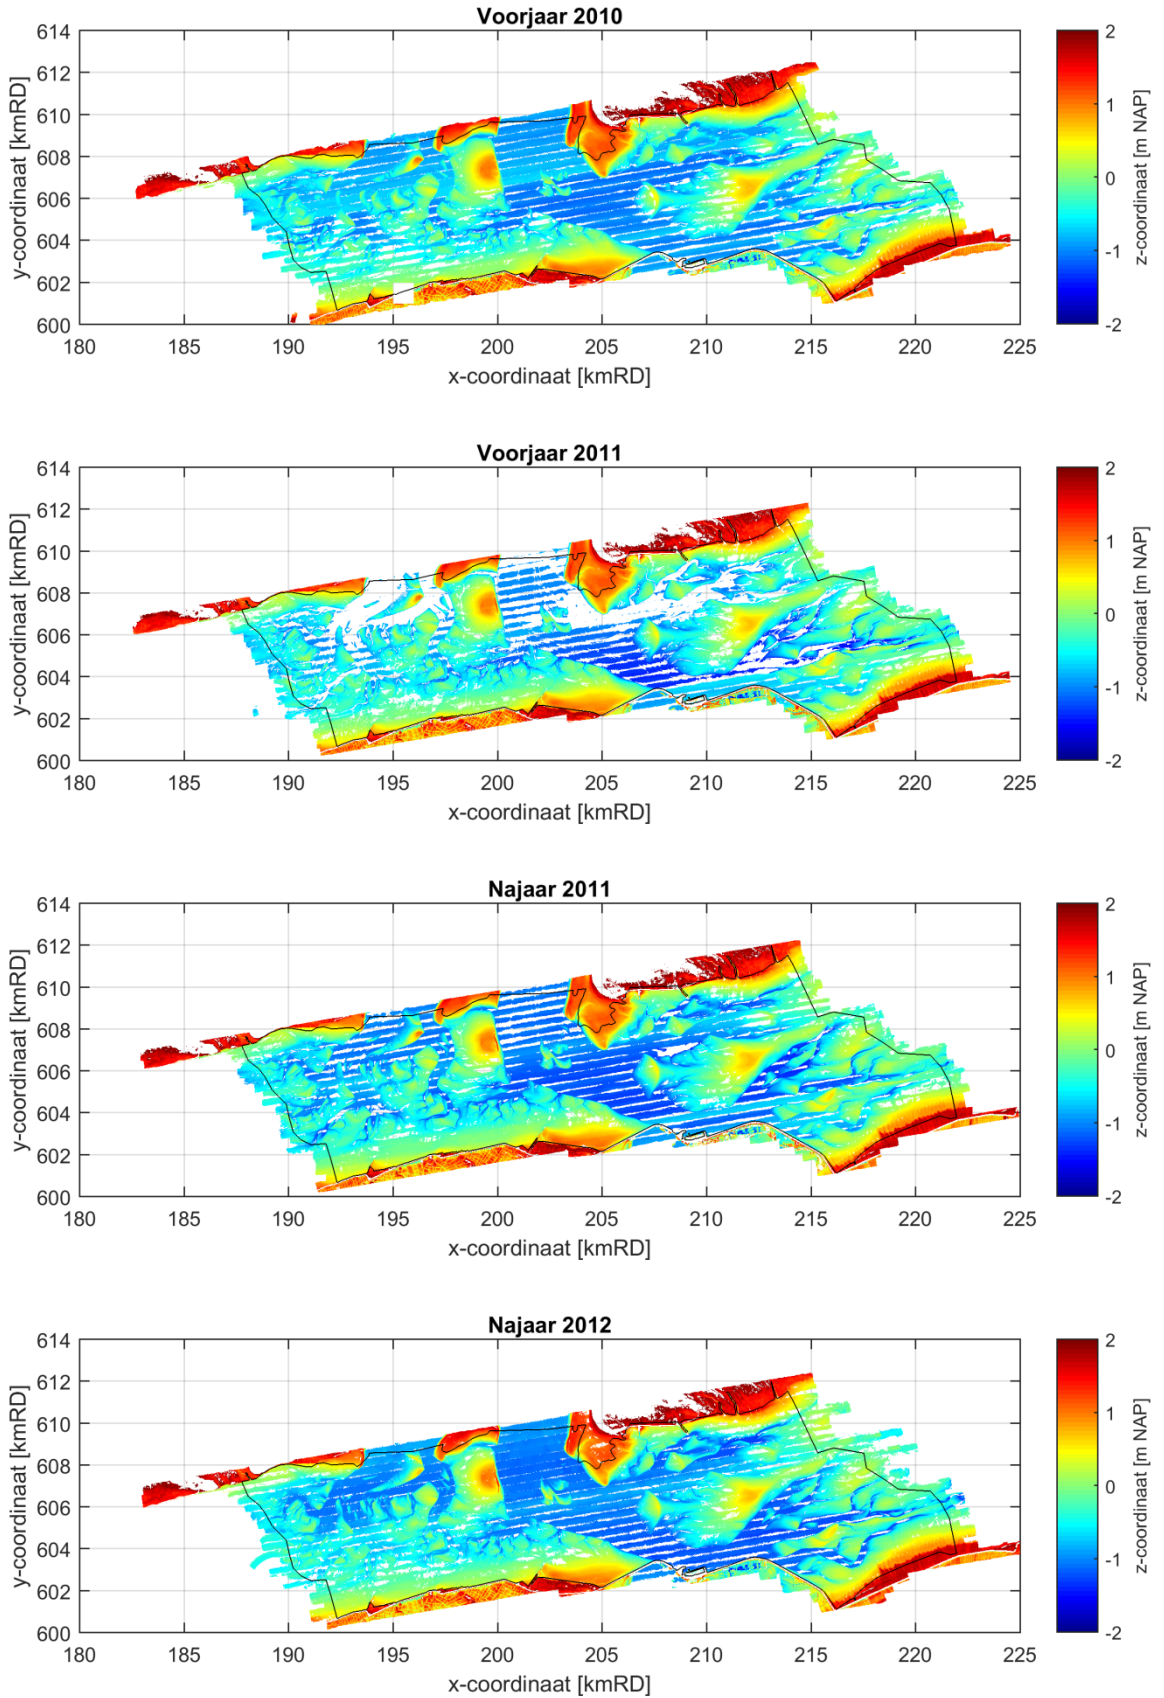 Voorjaar 2010
614
612
610
608
606
604
602
600
y-coordinaat [kmRD]
180 185 190 195 200 205 210 215 220 225
x-coordinaat [kmRD]
2
1
0
-1
-2
z-coordinaat [m NAP]
Voorjaar 2011
614
612
610
608
606
604
602
600
y-coordinaat [kmRD]
180 185 190 195 200 205 210 215 220 225
x-coordinaat [kmRD]
2
1
0
-1
-2
z-coordinaat [m NAP]
Najaar 2011
614
612
610
608
606
604
602
600
y-coordinaat [kmRD]
180 185 190 195 200 205 210 215 220 225
x-coordinaat [kmRD]
2
1
0
-1
-2
z-coordinaat [m NAP]
Najaar 2012
614
612
610
608
606
604
602
600
y-coordinaat [kmRD]
180 185 190 195 200 205 210 215 220 225
x-coordinaat [kmRD]
2
1
0
-1
-2
z-coordinaat [m NAP]